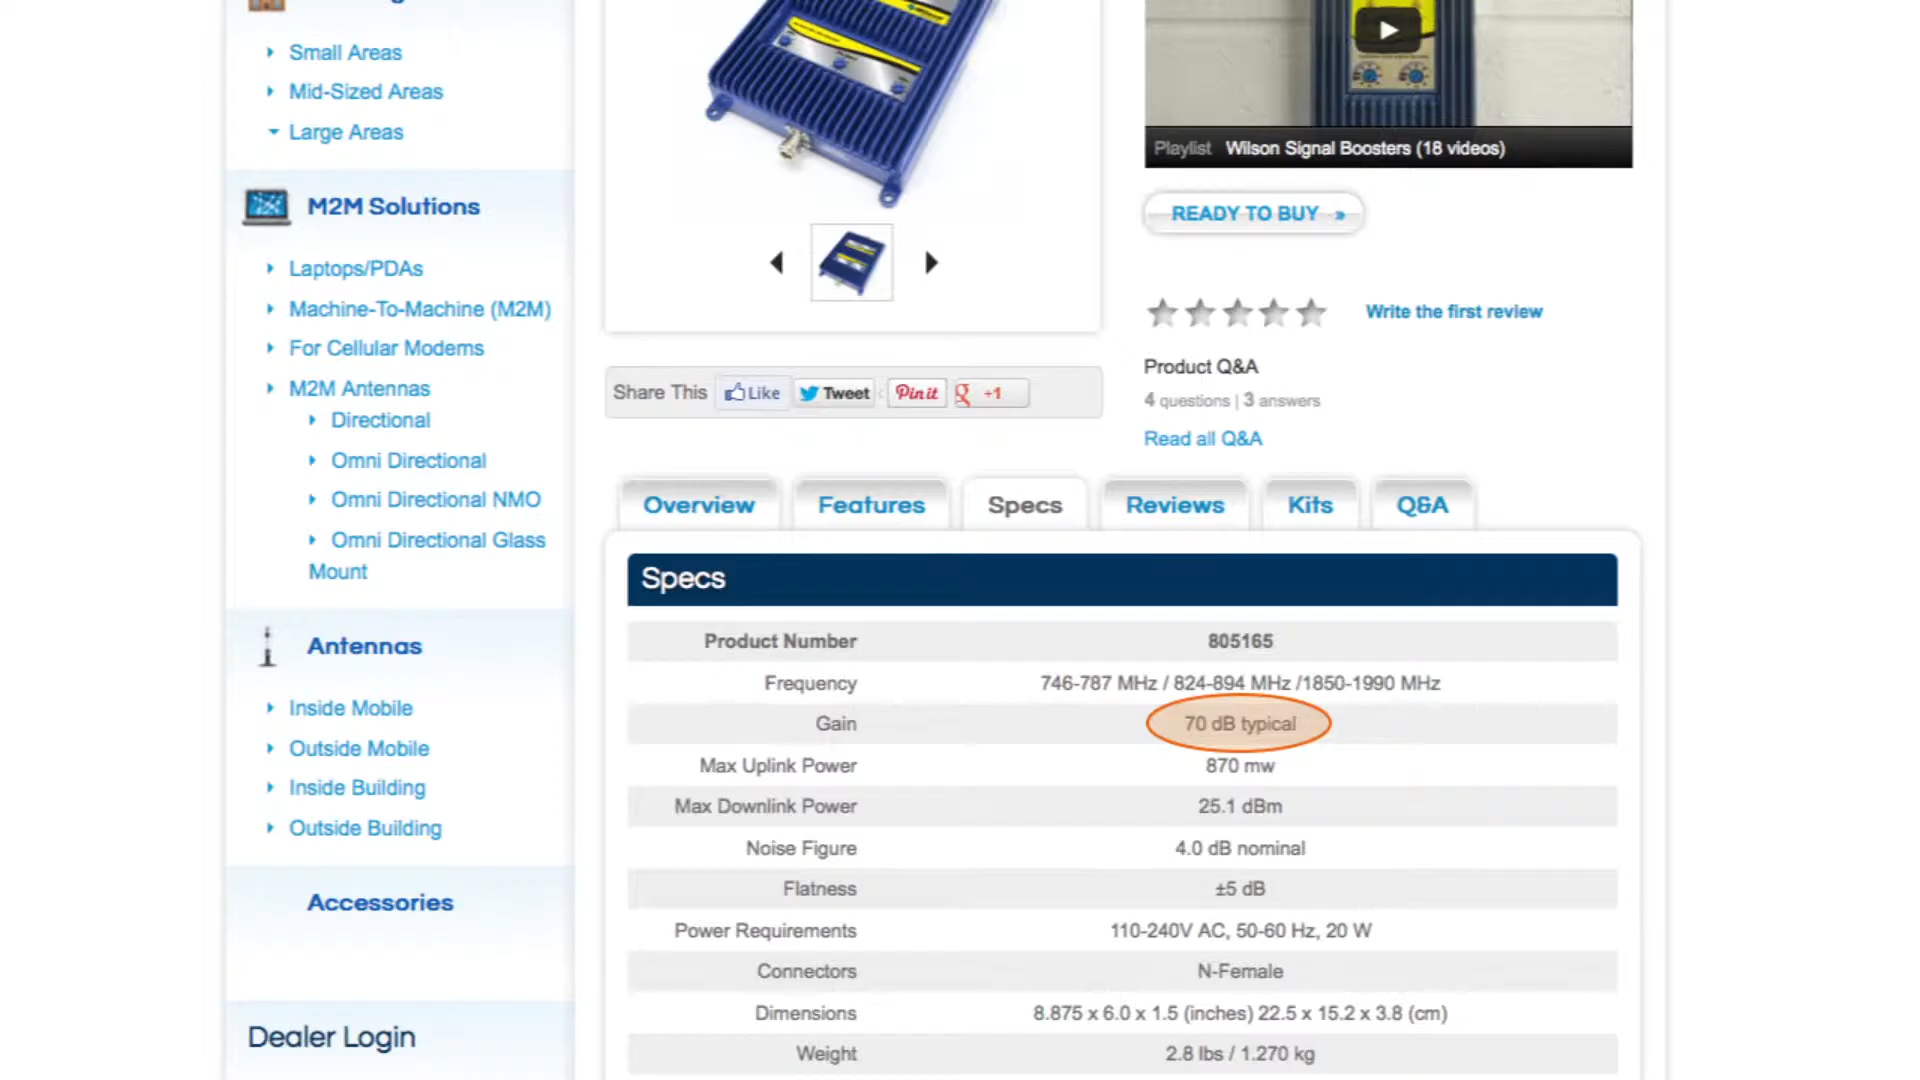 Small Areas
Mid-Sized Areas
Large Areas
M2M Solutions
Laptops/PDAs
Machine-To-Machine (M2M)
For Cellular Modems
M2M Antennas
Directional
Omni Directional
Omni Directional NMO
Omni Directional Glass
Mount
Antennas
Inside Mobile
Outside Mobile
Inside Building
Outside Building
Accessories
Dealer Login
Share This Like Tweet Pin it +1
Playlist Wilson Signal Boosters (18 videos)
READY TO BUY »
Write the first review
Product Q&A
4 questions | 3 answers
Read all Q&A
Overview Features Specs Reviews Kits Q&A
Specs
Product Number 805165
Frequency 746-787 MHz / 824-894 MHz /1850-1990 MHz
Gain 70 dB typical
Max Uplink Power 870 mw
Max Downlink Power 25.1 dBm
Noise Figure 4.0 dB nominal
Flatness ±5 dB
Power Requirements 110-240V AC, 50-60 Hz, 20 W
Connectors N-Female
Dimensions 8.875 x 6.0 x 1.5 (inches) 22.5 x 15.2 x 3.8 (cm)
Weight 2.8 lbs / 1.270 kg